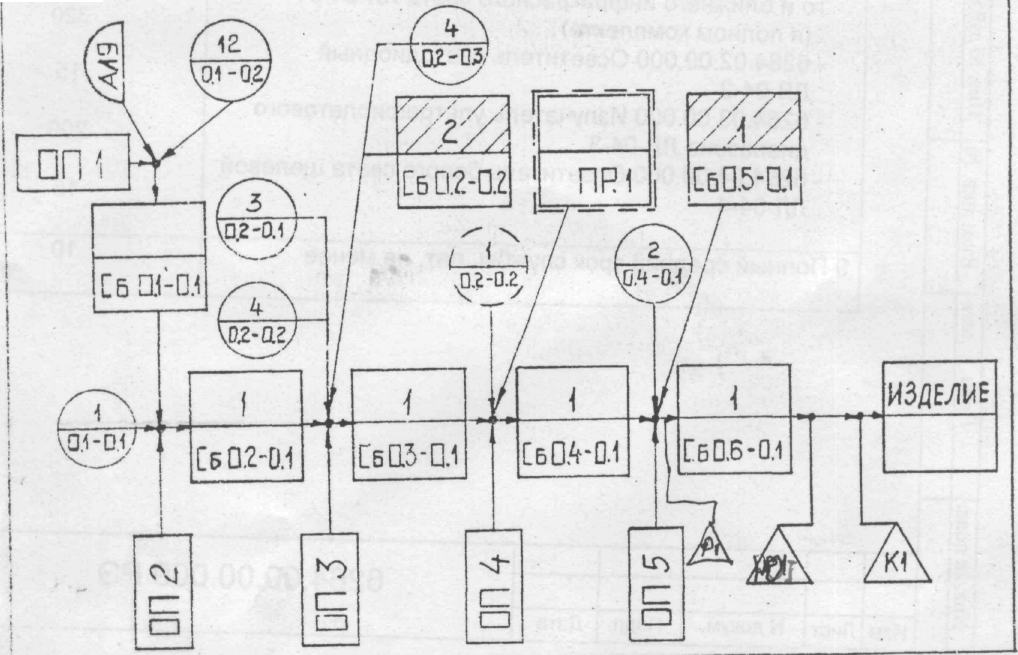 АЛ9
12
0.1-0.2
4
0.2-0.3
ОП 1
2
Сб 0.2-0.2
ПР.1
1
Сб 0.5-0.1
3
0.2-0.1
Сб 0.1-0.1
4
0.2-0.2
0.2-0.2
2
0.4-0.1
1
0.1-0.1
1
Сб 0.2-0.1
1
Сб 0.3-0.1
1
Сб 0.4-0.1
1
Сб 0.6-0.1
ИЗДЕЛИЕ
ОП 2
ОП 3
ОП 4
ОП 5
Р1
К1